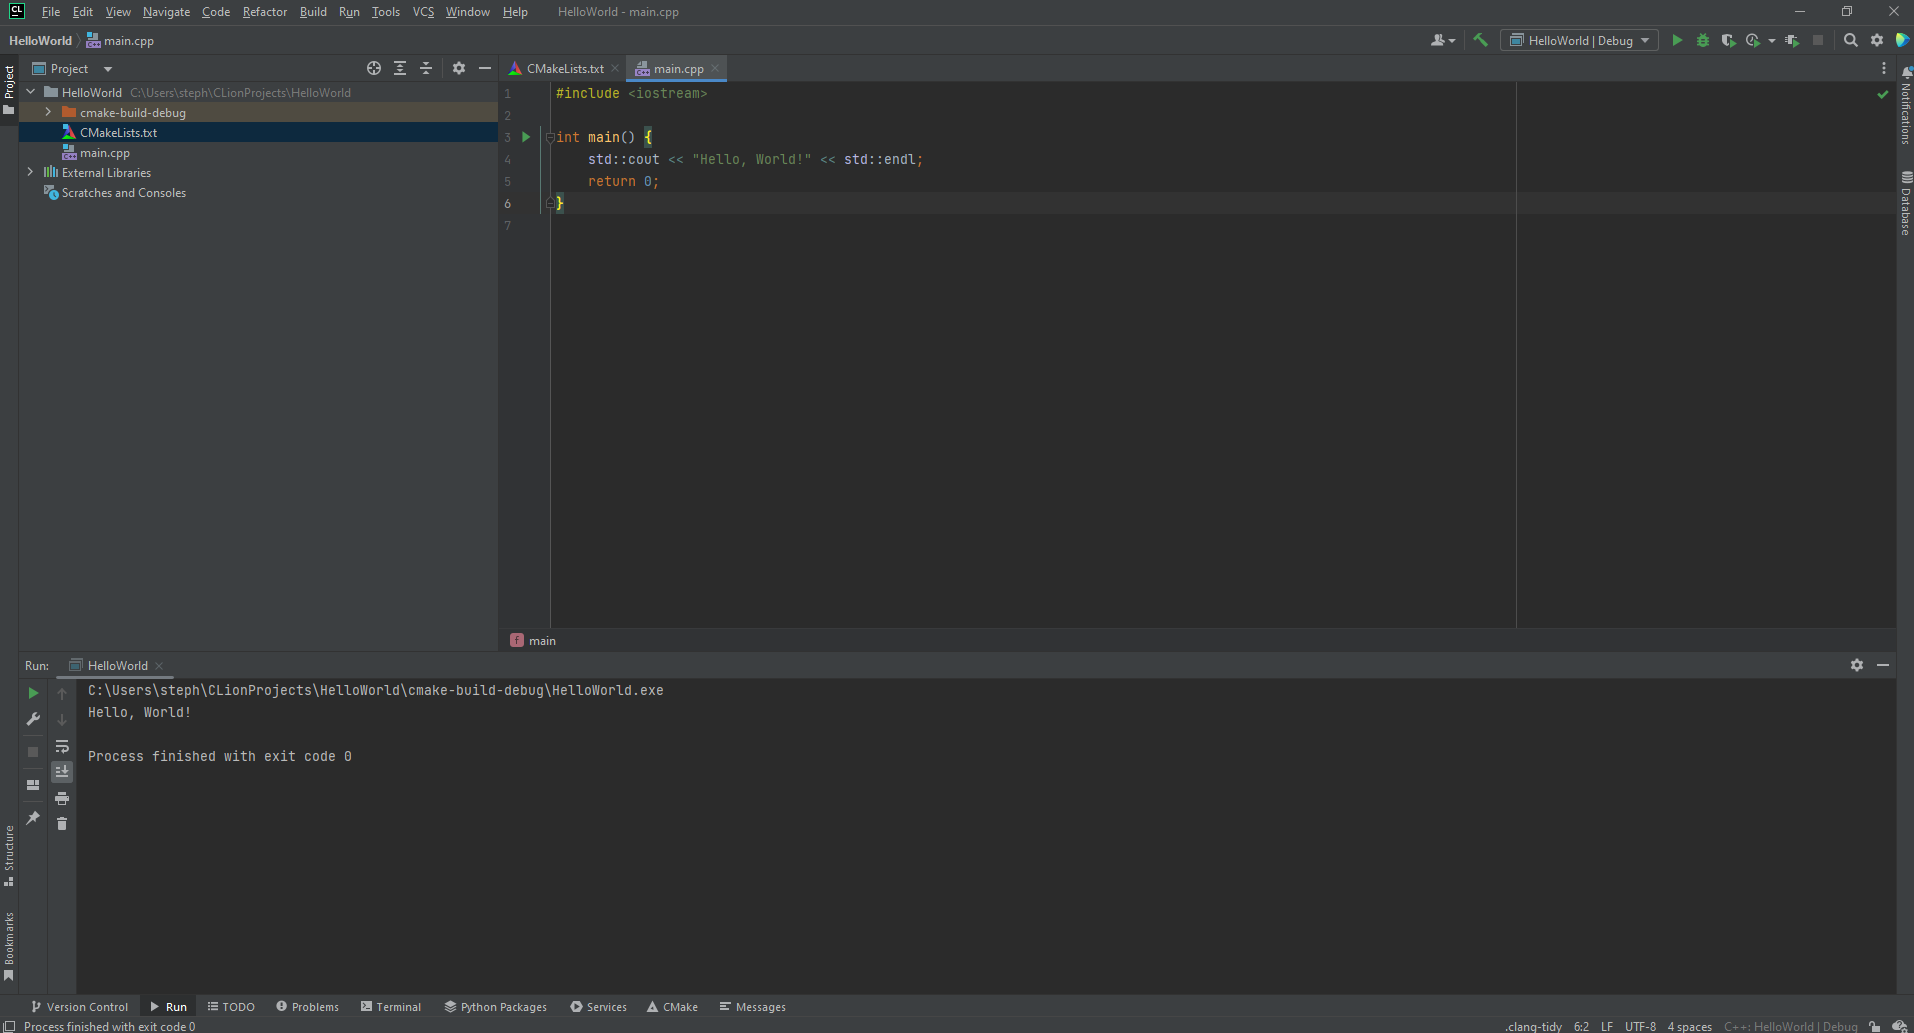 CL File Edit View Navigate Code Refactor Build Run Tools VCS Window Help HelloWorld - main.cpp
HelloWorld main.cpp
HelloWorld | Debug
Project
CMakeLists.txt main.cpp
Project
HelloWorld C:\Users\steph\CLionProjects\HelloWorld
cmake-build-debug
CMakeLists.txt
main.cpp
External Libraries
Scratches and Consoles
1 #include <iostream>
2
3 int main() {
4 std::cout << "Hello, World!" << std::endl;
5 return 0;
6 }
7
f main
Notifications
Database
Run: HelloWorld
C:\Users\steph\CLionProjects\HelloWorld\cmake-build-debug\HelloWorld.exe
Hello, World!
Process finished with exit code 0
Structure
Bookmarks
Version Control Run TODO Problems Terminal Python Packages Services CMake Messages
Process finished with exit code 0
.clang-tidy 6:2 LF UTF-8 4 spaces C++: HelloWorld | Debug